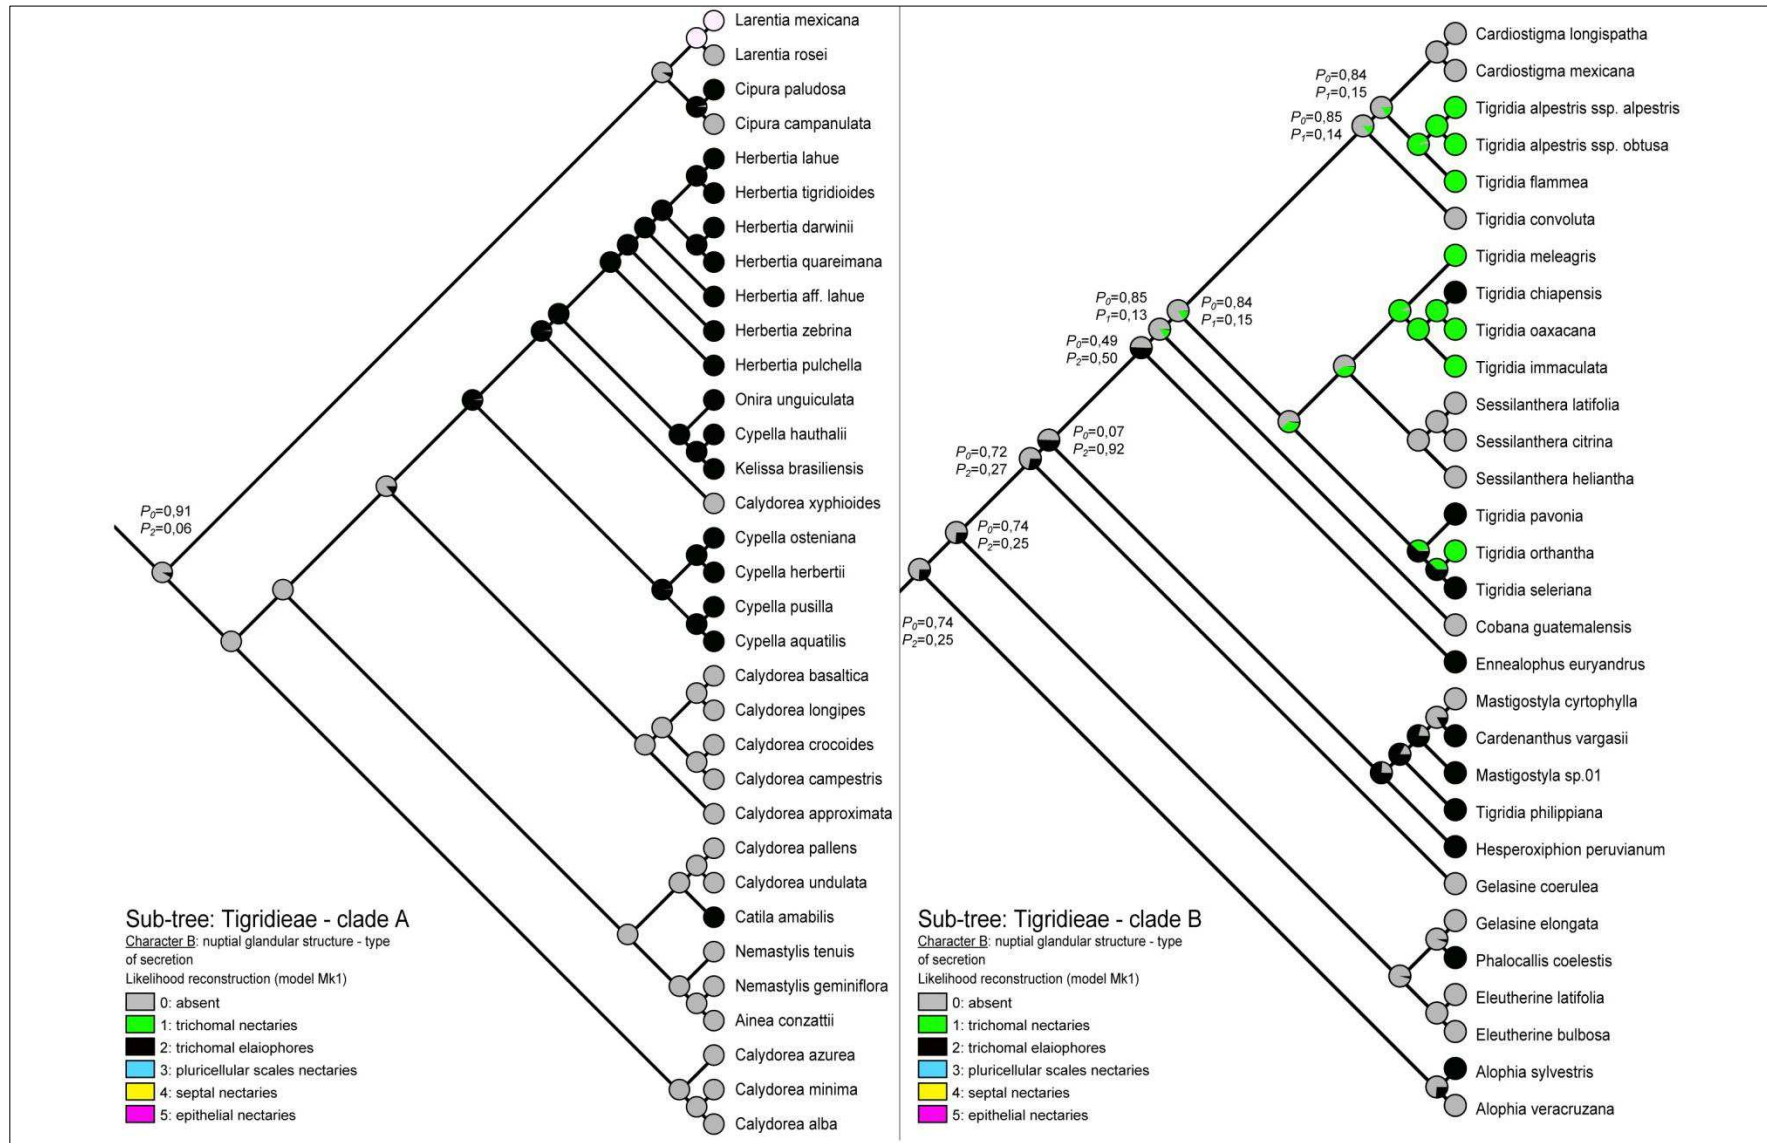 Larentia mexicana
Larentia rosei
Cipura paludosa
Cipura campanulata
Herbertia lahue
Herbertia tigridioides
Herbertia darwinii
Herbertia quareimana
Herbertia aff. lahue
Herbertia zebrina
Herbertia pulchella
Onira unguiculata
Cypella hauthalii
Kelissa brasiliensis
Calydorea xyphioides
Cypella osteniana
Cypella herbertii
Cypella pusilla
Cypella aquatilis
Calydorea basaltica
Calydorea longipes
Calydorea crocoides
Calydorea campestris
Calydorea approximata
Calydorea pallens
Calydorea undulata
Catila amabilis
Nemastylis tenuis
Nemastylis geminiflora
Ainea conzattii
Calydorea azurea
Calydorea minima
Calydorea alba
P0=0,91
P2=0,06
Sub-tree: Tigridieae - clade A
Character B: nuptial glandular structure - type
of secretion
Likelihood reconstruction (model Mk1)
0: absent
1: trichomal nectaries
2: trichomal elaiophores
3: pluricellular scales nectaries
4: septal nectaries
5: epithelial nectaries
Cardiostigma longispatha
Cardiostigma mexicana
Tigridia alpestris ssp. alpestris
Tigridia alpestris ssp. obtusa
Tigridia flammea
Tigridia convoluta
Tigridia meleagris
Tigridia chiapensis
Tigridia oaxacana
Tigridia immaculata
Sessilanthera latifolia
Sessilanthera citrina
Sessilanthera heliantha
Tigridia pavonia
Tigridia orthantha
Tigridia seleriana
Cobana guatemalensis
Ennealophus euryandrus
Mastigostyla cyrtophylla
Cardenanthus vargasii
Mastigostyla sp.01
Tigridia philippiana
Hesperoxiphion peruvianum
Gelasine coerulea
Gelasine elongata
Phalocallis coelestis
Eleutherine latifolia
Eleutherine bulbosa
Alophia sylvestris
Alophia veracruzana
P0=0,84
P1=0,15
P0=0,85
P1=0,14
P0=0,85
P1=0,13
P0=0,84
P1=0,15
P0=0,49
P2=0,50
P0=0,07
P2=0,92
P0=0,72
P2=0,27
P0=0,74
P2=0,25
P0=0,74
P2=0,25
Sub-tree: Tigridieae - clade B
Character B: nuptial glandular structure - type
of secretion
Likelihood reconstruction (model Mk1)
0: absent
1: trichomal nectaries
2: trichomal elaiophores
3: pluricellular scales nectaries
4: septal nectaries
5: epithelial nectaries